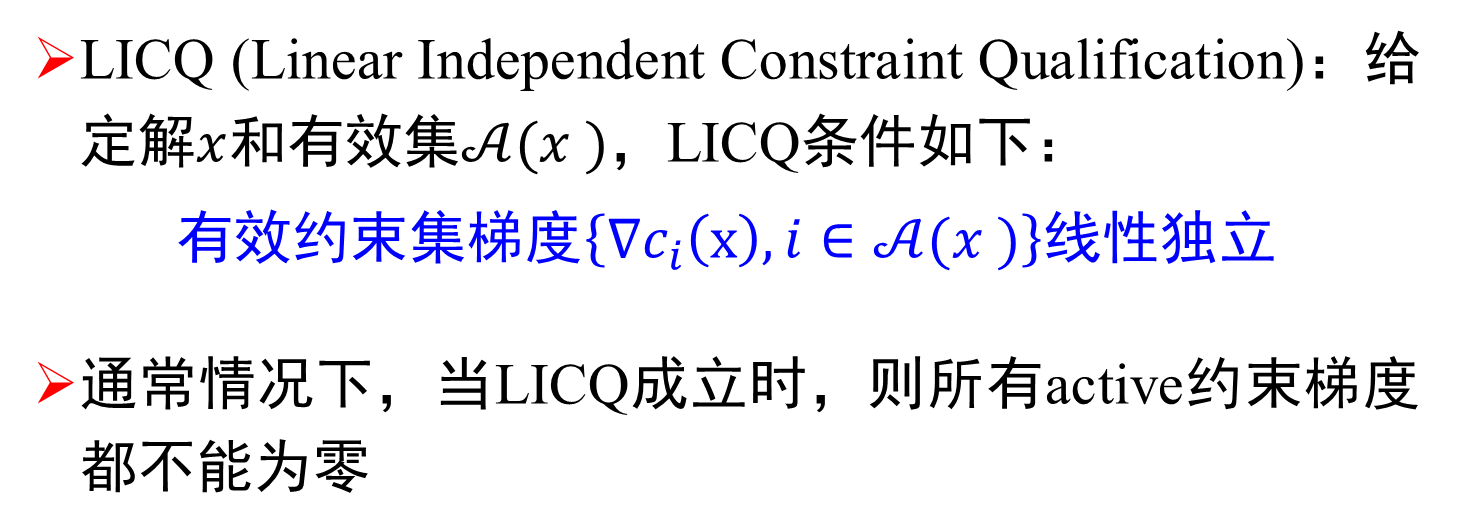 ➢LICQ (Linear Independent Constraint Qualification)：给
定解𝑥和有效集𝒜(𝑥 )，LICQ条件如下：
有效约束集梯度{∇𝑐ᵢ(x), 𝑖 ∈ 𝒜(𝑥 )}线性独立
➢通常情况下，当LICQ成立时，则所有active约束梯度
都不能为零